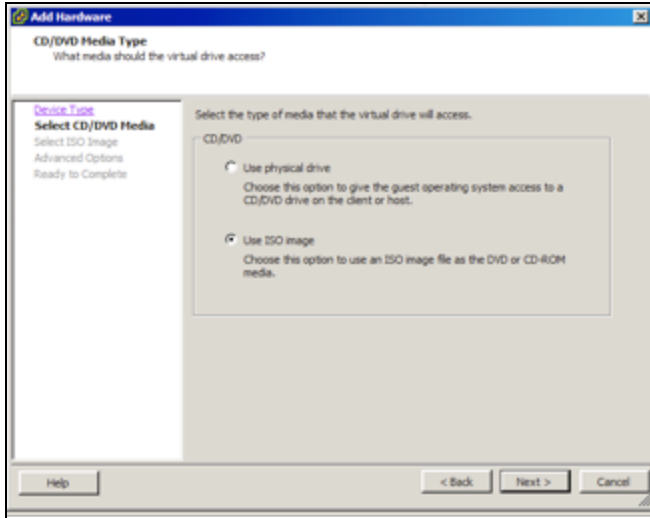 Add Hardware
CD/DVD Media Type
What media should the virtual drive access?
Device Type
Select CD/DVD Media
Select ISO Image
Advanced Options
Ready to Complete
Select the type of media that the virtual drive will access.
CD/DVD
Use physical drive
Choose this option to give the guest operating system access to a
CD/DVD drive on the client or host.
Use ISO image
Choose this option to use an ISO image file as the DVD or CD-ROM
media.
Help
< Back
Next >
Cancel